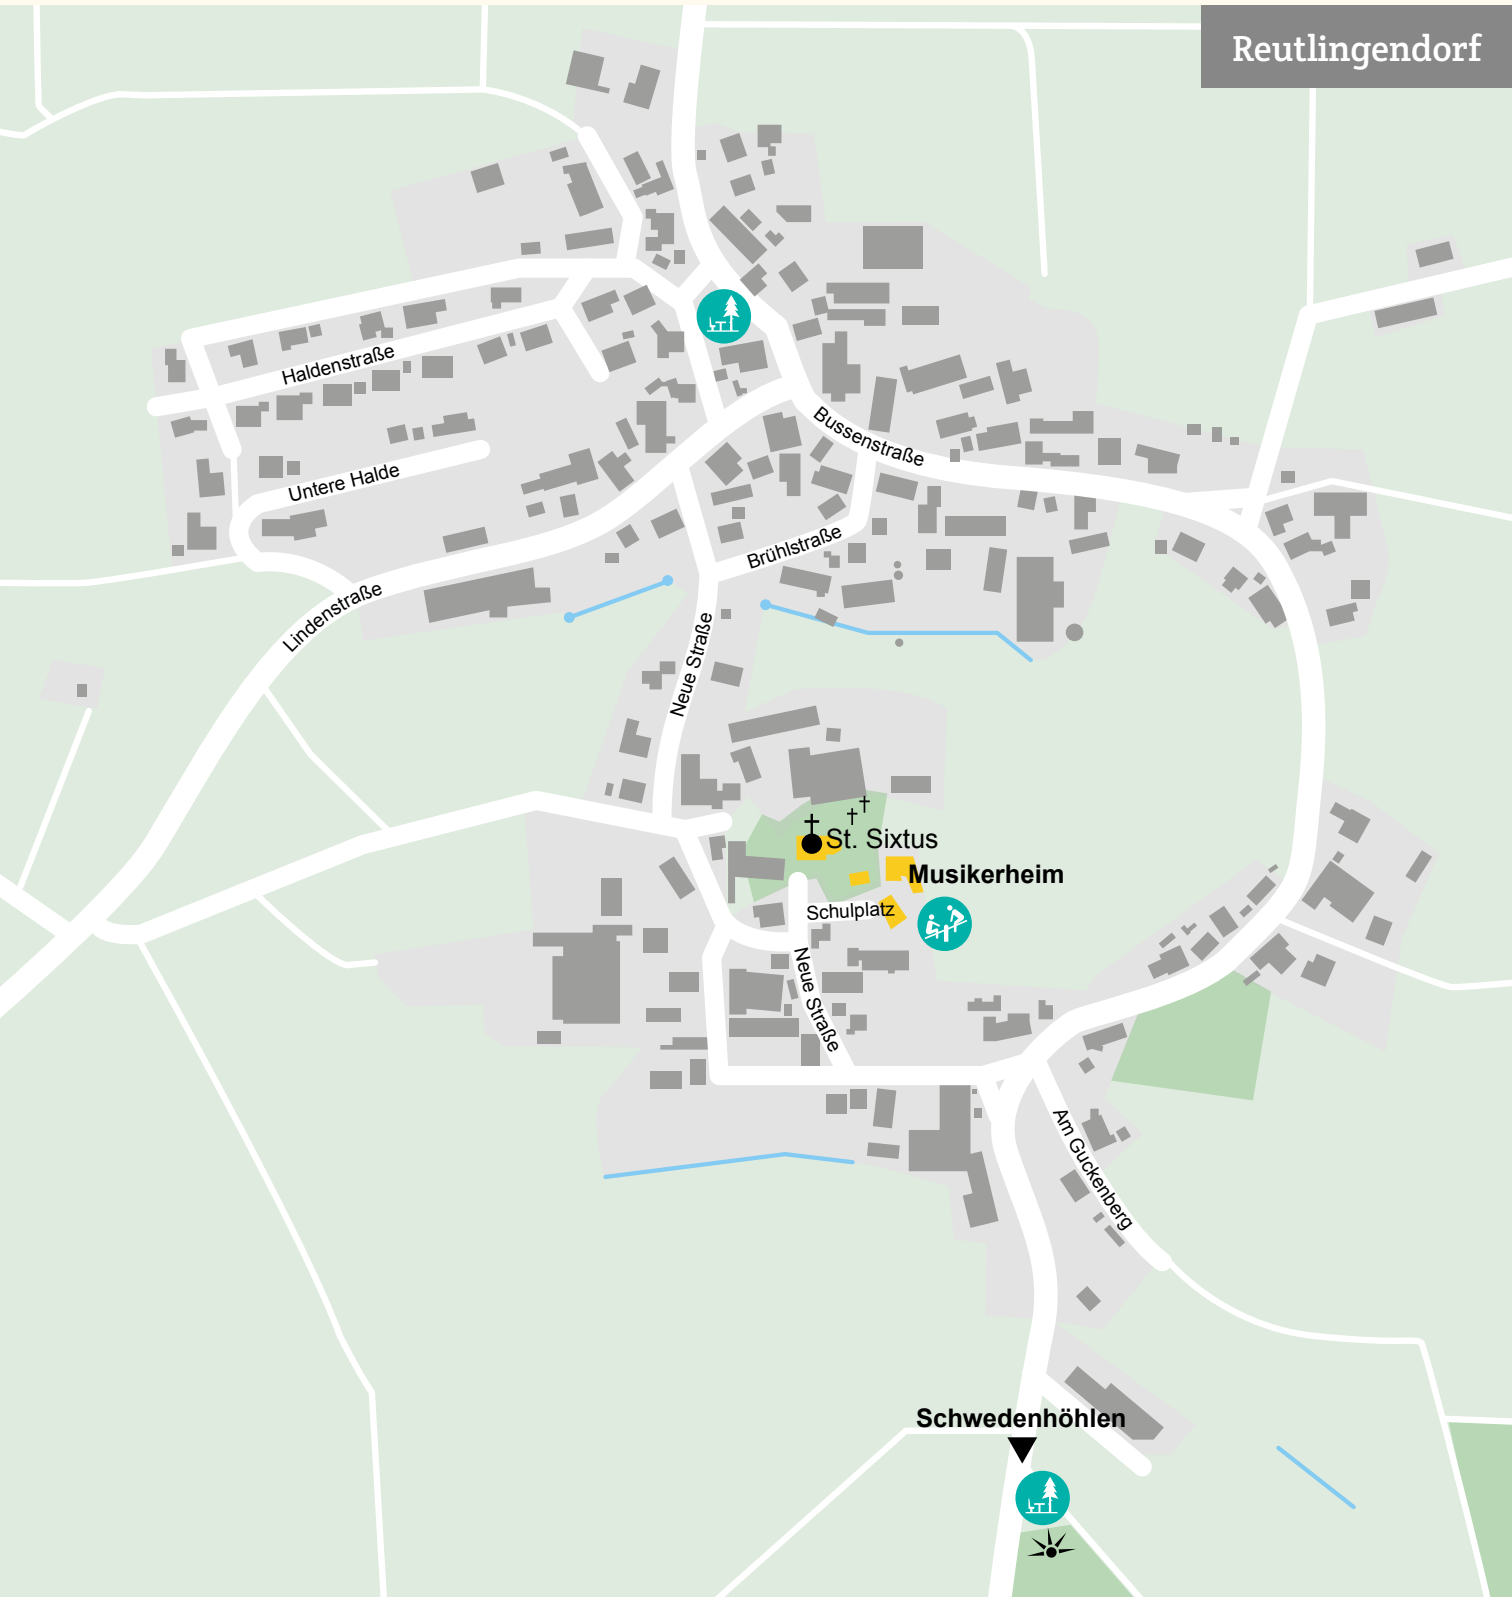 Reutlingendorf
Haldenstraße
Bussenstraße
Untere Halde
Brühlstraße
Lindenstraße
Neue Straße
St. Sixtus
Musikerheim
Schulplatz
Neue Straße
Am Guckenberg
Schwedenhöhlen